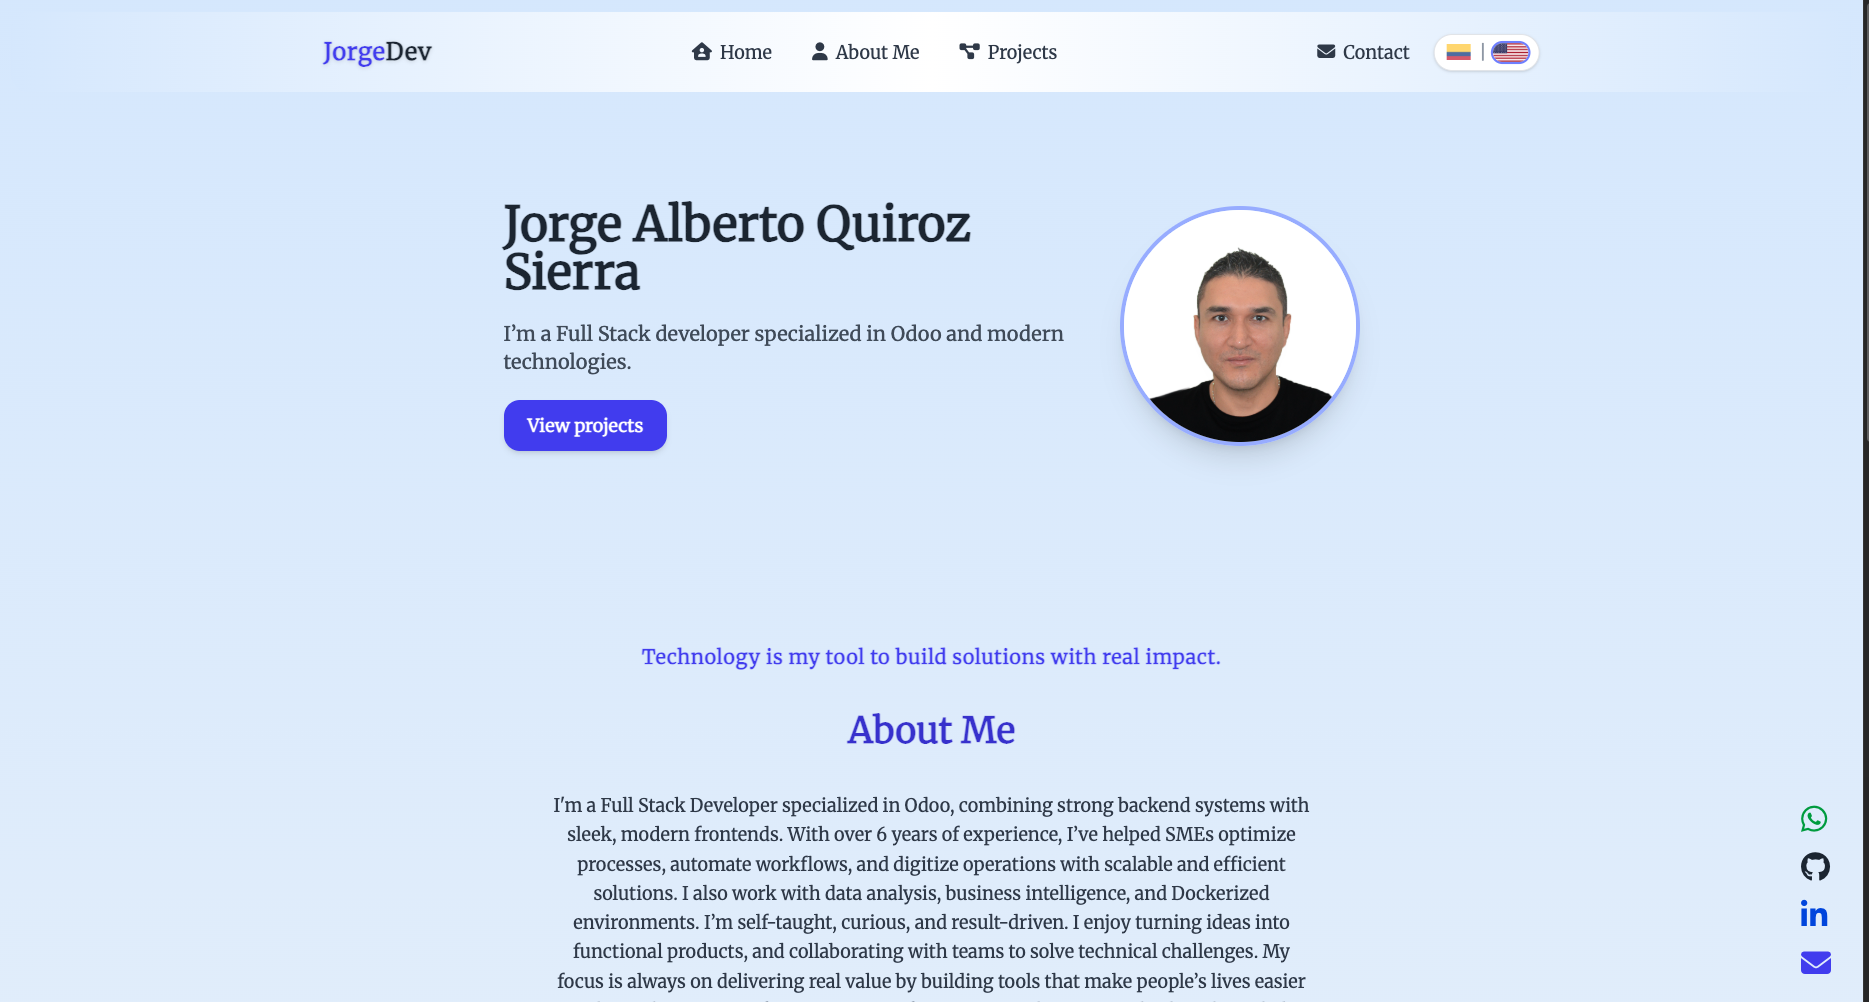 JorgeDev
Home
About Me
Projects
Contact
|
Jorge Alberto Quiroz
Sierra
I’m a Full Stack developer specialized in Odoo and modern
technologies.
View projects
Technology is my tool to build solutions with real impact.
About Me
I'm a Full Stack Developer specialized in Odoo, combining strong backend systems with
sleek, modern frontends. With over 6 years of experience, I’ve helped SMEs optimize
processes, automate workflows, and digitize operations with scalable and efficient
solutions. I also work with data analysis, business intelligence, and Dockerized
environments. I’m self-taught, curious, and result-driven. I enjoy turning ideas into
functional products, and collaborating with teams to solve technical challenges. My
focus is always on delivering real value by building tools that make people’s lives easier
in